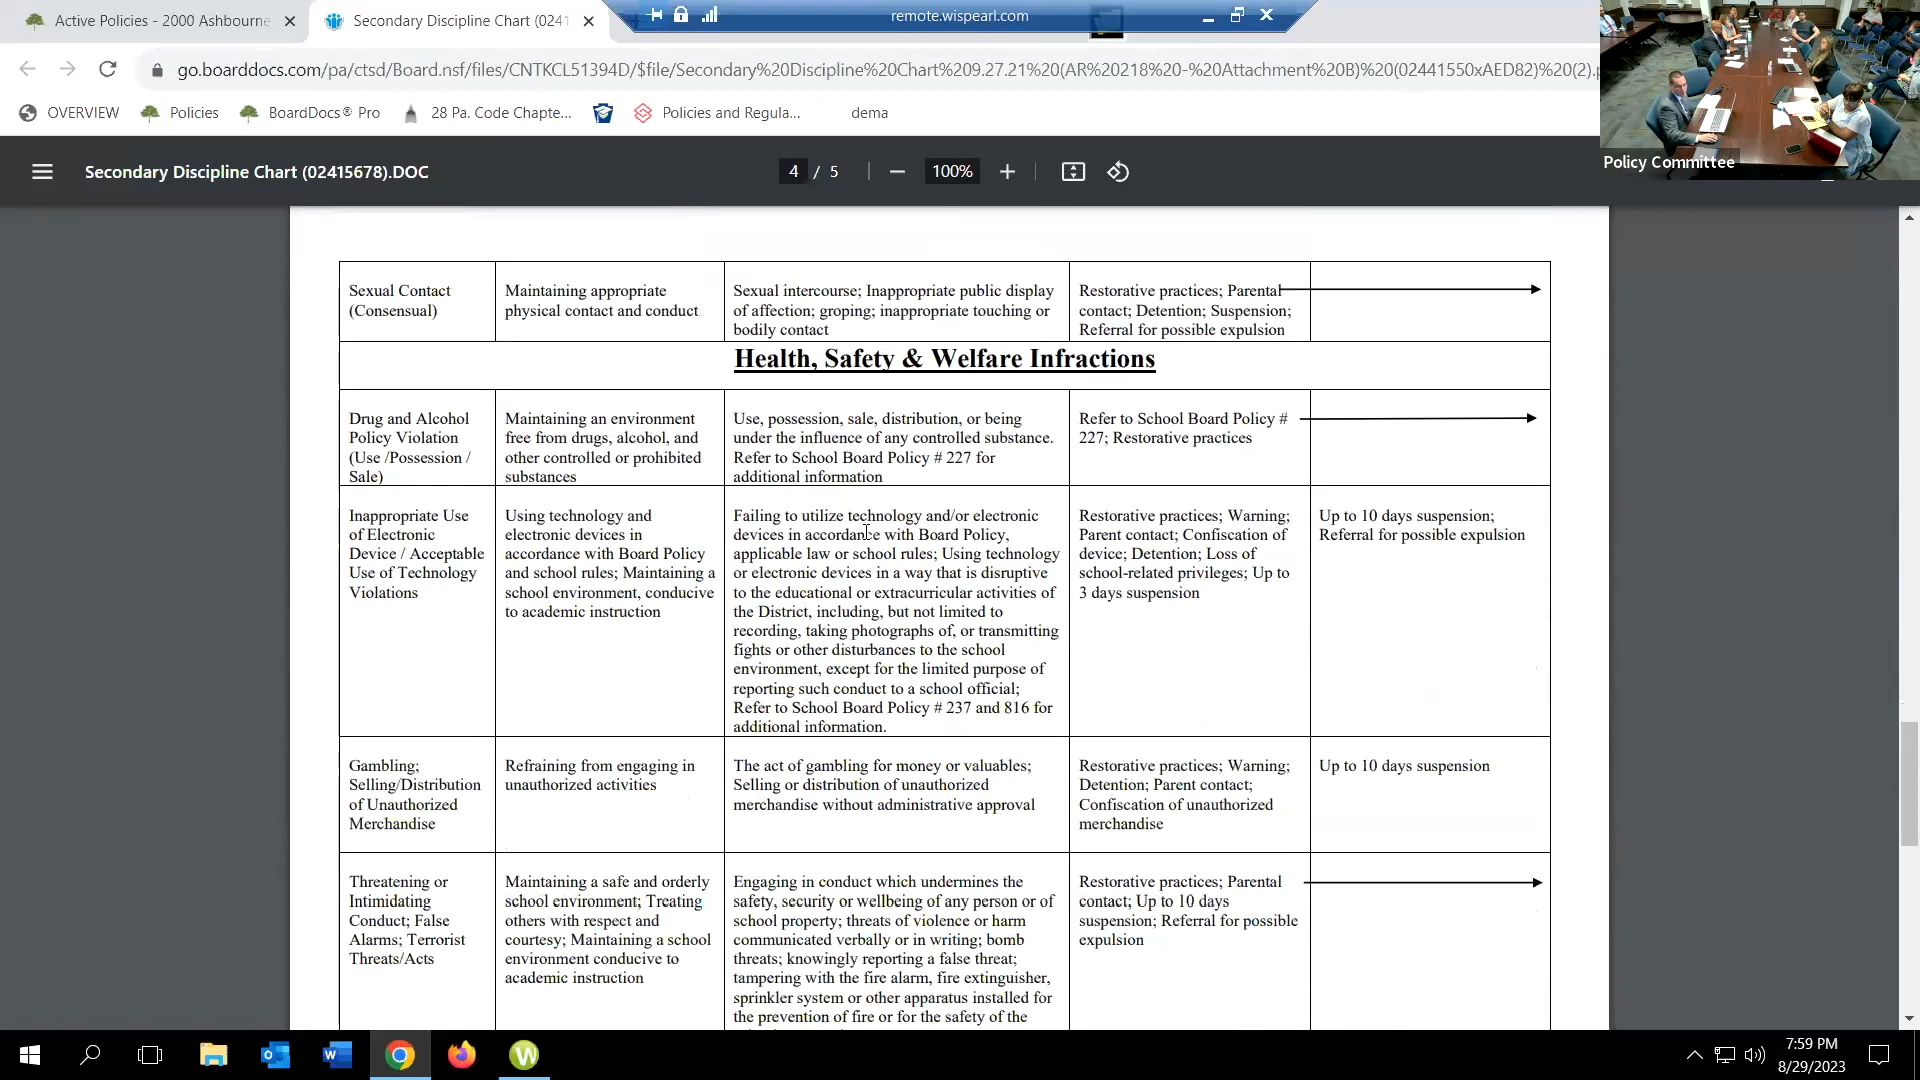 Active Policies - 2000 Ashbourne
Secondary Discipline Chart (0241
remote.wispearl.com
go.boarddocs.com/pa/ctsd/Board.nsf/files/CNTKCL51394D/$file/Secondary%20Discipline%20Chart%209.27.21%20(AR%20218%20-%20Attachment%20B)%20(02441550xAED82)%20(2).p
OVERVIEW
Policies
BoardDocs® Pro
28 Pa. Code Chapte...
Policies and Regula...
dema
Policy Committee
Secondary Discipline Chart (02415678).DOC
4 / 5
100%
Sexual Contact
(Consensual)
Maintaining appropriate
physical contact and conduct
Sexual intercourse; Inappropriate public display
of affection; groping; inappropriate touching or
bodily contact
Restorative practices; Parental
contact; Detention; Suspension;
Referral for possible expulsion
Health, Safety & Welfare Infractions
Drug and Alcohol
Policy Violation
(Use /Possession /
Sale)
Maintaining an environment
free from drugs, alcohol, and
other controlled or prohibited
substances
Use, possession, sale, distribution, or being
under the influence of any controlled substance.
Refer to School Board Policy # 227 for
additional information
Refer to School Board Policy #
227; Restorative practices
Inappropriate Use
of Electronic
Device / Acceptable
Use of Technology
Violations
Using technology and
electronic devices in
accordance with Board Policy
and school rules; Maintaining a
school environment, conducive
to academic instruction
Failing to utilize technology and/or electronic
devices in accordance with Board Policy,
applicable law or school rules; Using technology
or electronic devices in a way that is disruptive
to the educational or extracurricular activities of
the District, including, but not limited to
recording, taking photographs of, or transmitting
fights or other disturbances to the school
environment, except for the limited purpose of
reporting such conduct to a school official;
Refer to School Board Policy # 237 and 816 for
additional information.
Restorative practices; Warning;
Parent contact; Confiscation of
device; Detention; Loss of
school-related privileges; Up to
3 days suspension
Up to 10 days suspension;
Referral for possible expulsion
Gambling;
Selling/Distribution
of Unauthorized
Merchandise
Refraining from engaging in
unauthorized activities
The act of gambling for money or valuables;
Selling or distribution of unauthorized
merchandise without administrative approval
Restorative practices; Warning;
Detention; Parent contact;
Confiscation of unauthorized
merchandise
Up to 10 days suspension
Threatening or
Intimidating
Conduct; False
Alarms; Terrorist
Threats/Acts
Maintaining a safe and orderly
school environment; Treating
others with respect and
courtesy; Maintaining a school
environment conducive to
academic instruction
Engaging in conduct which undermines the
safety, security or wellbeing of any person or of
school property; threats of violence or harm
communicated verbally or in writing; bomb
threats; knowingly reporting a false threat;
tampering with the fire alarm, fire extinguisher,
sprinkler system or other apparatus installed for
the prevention of fire or for the safety of the
Restorative practices; Parental
contact; Up to 10 days
suspension; Referral for possible
expulsion
7:59 PM
8/29/2023